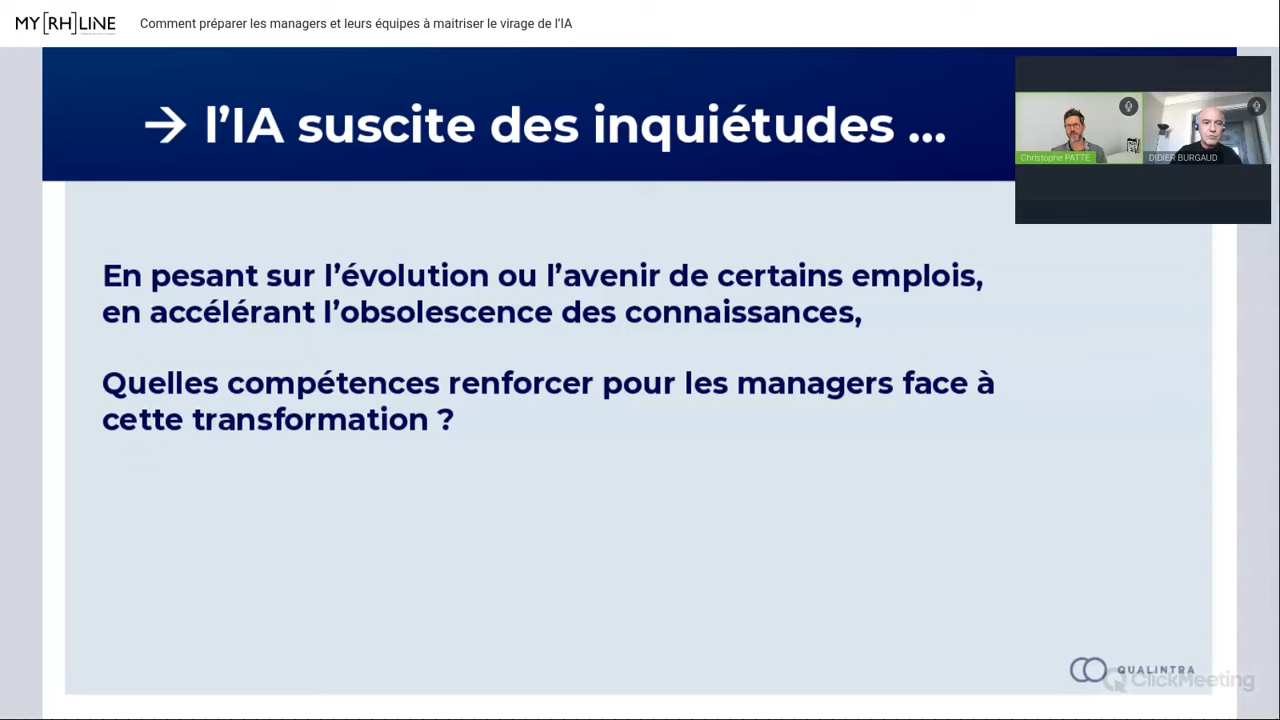 MY[RH]LINE
Comment préparer les managers et leurs équipes à maitriser le virage de l’IA
→ l’IA suscite des inquiétudes ...
Christophe PATTE
DIDIER BURGAUD
En pesant sur l’évolution ou l’avenir de certains emplois,
en accélérant l’obsolescence des connaissances,
Quelles compétences renforcer pour les managers face à
cette transformation ?
QUALINTRA
ClickMeeting